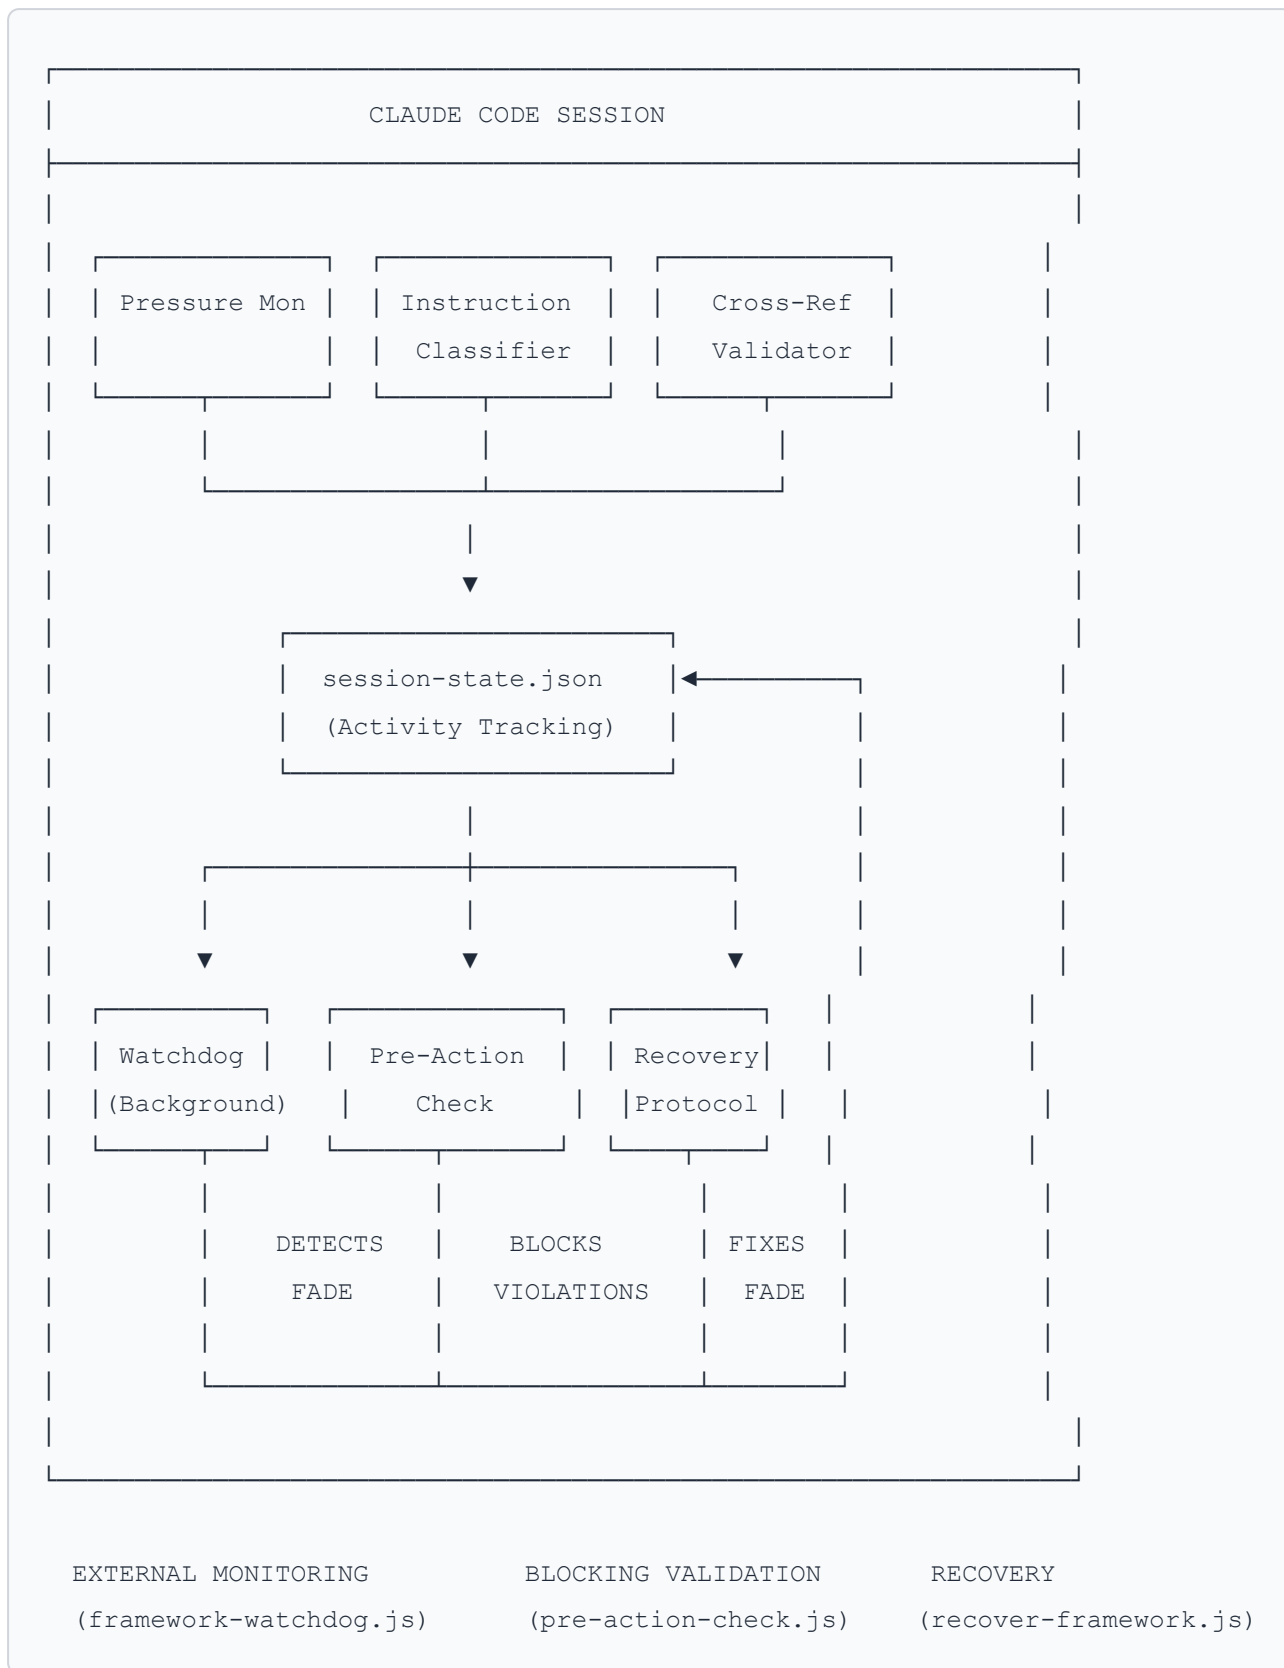 CLAUDE CODE SESSION
Pressure Mon Instruction Cross-Ref
Classifier Validator
session-state.json
(Activity Tracking)
Watchdog Pre-Action Recovery
(Background) Check Protocol
DETECTS BLOCKS FIXES
FADE VIOLATIONS FADE
EXTERNAL MONITORING BLOCKING VALIDATION RECOVERY
(framework-watchdog.js) (pre-action-check.js) (recover-framework.js)